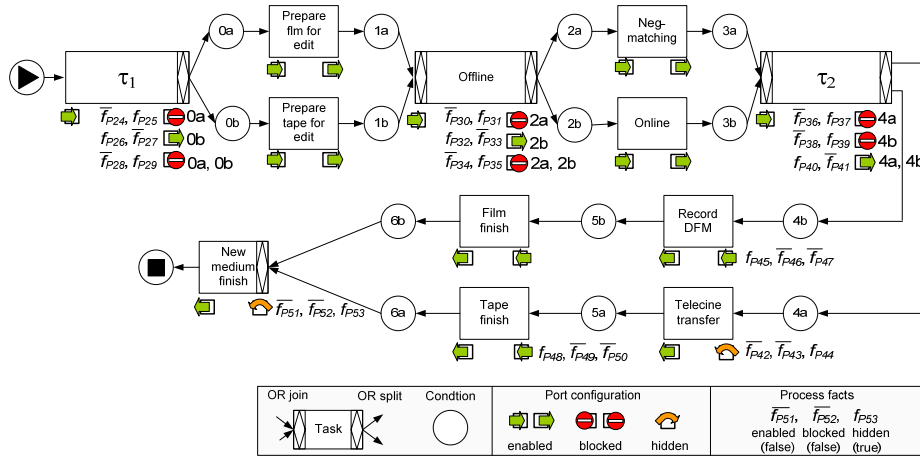 Prepare
flm for
edit
0a
1a
τ1
Offline
0b
Prepare
tape for
edit
1b
2a
Neg-
matching
3a
τ2
2b
Online
3b
f̅P24, fP25 0a
fP26, f̅P27 0b
f̅P28, fP29 0a, 0b
f̅P30, fP31 2a
fP32, f̅P33 2b
f̅P34, fP35 2a, 2b
f̅P36, fP37 4a
f̅P38, fP39 4b
fP40, f̅P41 4a, 4b
6b
Film
finish
5b
Record
DFM
4b
fP45, f̅P46, f̅P47
New
medium
finish
f̅P51, f̅P52, fP53
6a
Tape
finish
5a
Telecine
transfer
4a
fP48, f̅P49, f̅P50
f̅P42, f̅P43, fP44
OR join
OR split
Condtion
Task
Port configuration
enabled blocked hidden
Process facts
f̅P51, f̅P52, fP53
enabled blocked hidden
(false) (false) (true)